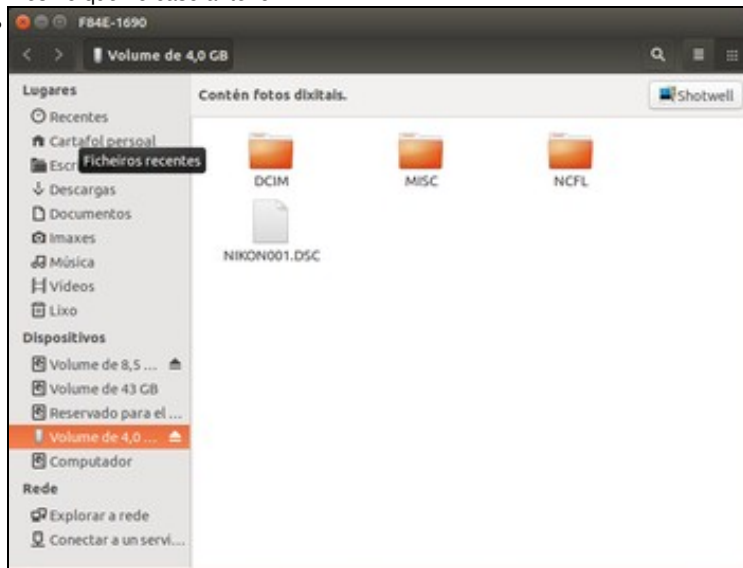 F84E-1690
Volume de 4,0 GB
Lugares
Recentes
Cartafol persoal
Escr
Ficheiros recentes
Descargas
Documentos
Imaxes
Música
Vídeos
Lixo
Dispositivos
Volume de 8,5 ...
Volume de 43 GB
Reservado para el ...
Volume de 4,0 ...
Computador
Rede
Explorar a rede
Conectar a un servi...
Contén fotos dixitais.
Shotwell
DCIM
MISC
NCFL
NIKON001.DSC